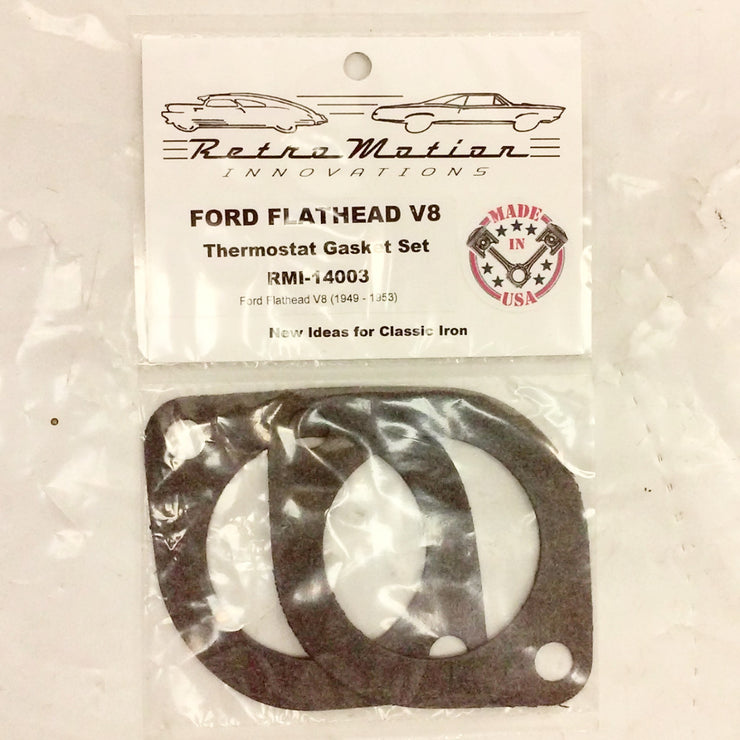 Retro Motion
INNOVATIONS
FORD FLATHEAD V8
Thermostat Gasket Set
RMI-14003
Ford Flathead V8 (1949 - 1953)
New Ideas for Classic Iron
MADE
IN
USA